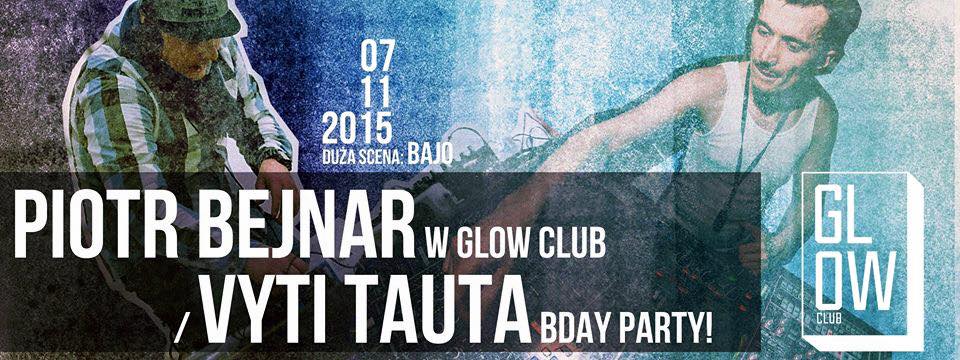 07
11
2015
DUŻA SCENA: BAJO
PIOTR BEJNAR W GLOW CLUB
/ VYTI TAUTA BDAY PARTY!
GL
OW
CLUB